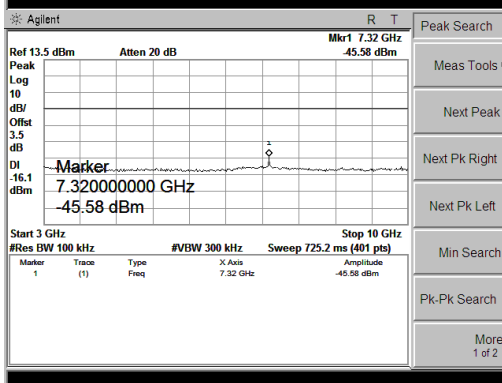 Agilent R T
Peak Search
Mkr1 7.32 GHz
Ref 13.5 dBm Atten 20 dB -45.58 dBm
Peak
Log
10
dB/
Offst
3.5
dB
DI
-16.1
dBm
1
Marker
7.320000000 GHz
-45.58 dBm
Start 3 GHz Stop 10 GHz
#Res BW 100 kHz #VBW 300 kHz Sweep 725.2 ms (401 pts)
Marker Trace Type X Axis Amplitude
1 (1) Freq 7.32 GHz -45.58 dBm
Meas Tools
Next Peak
Next Pk Right
Next Pk Left
Min Search
Pk-Pk Search
More
1 of 2